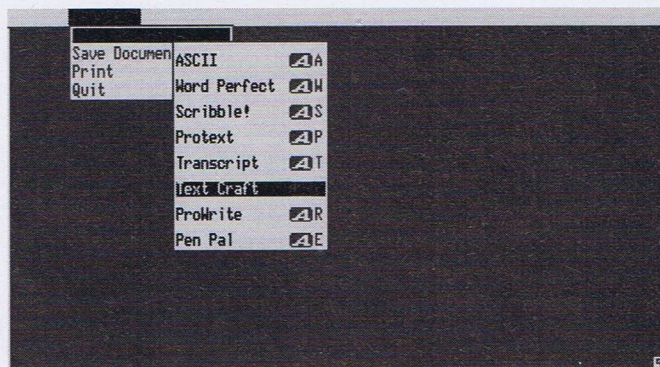 Save Documen
Print
Quit
ASCII A
Word Perfect W
Scribble! S
Protext P
Transcript T
Text Craft
ProWrite R
Pen Pal E